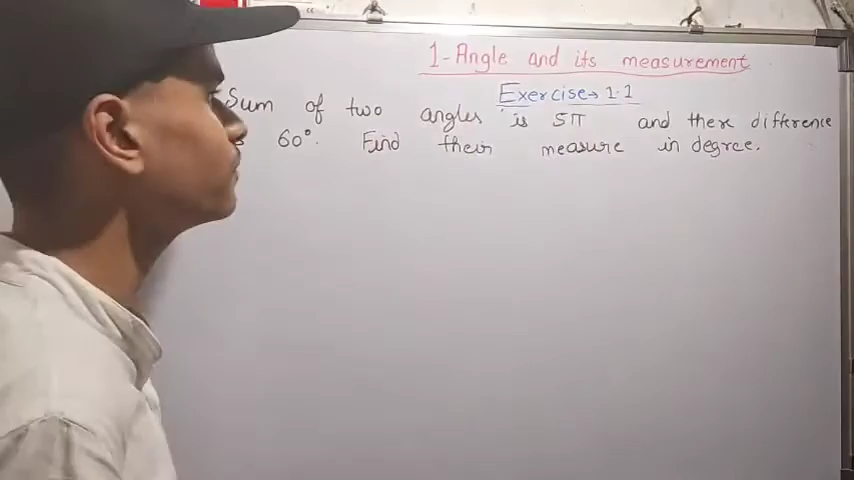 1-Angle and its measurement
Exercise→ 1.1
Sum of two angles is 5π and there difference
60°. Find their measure in degree.